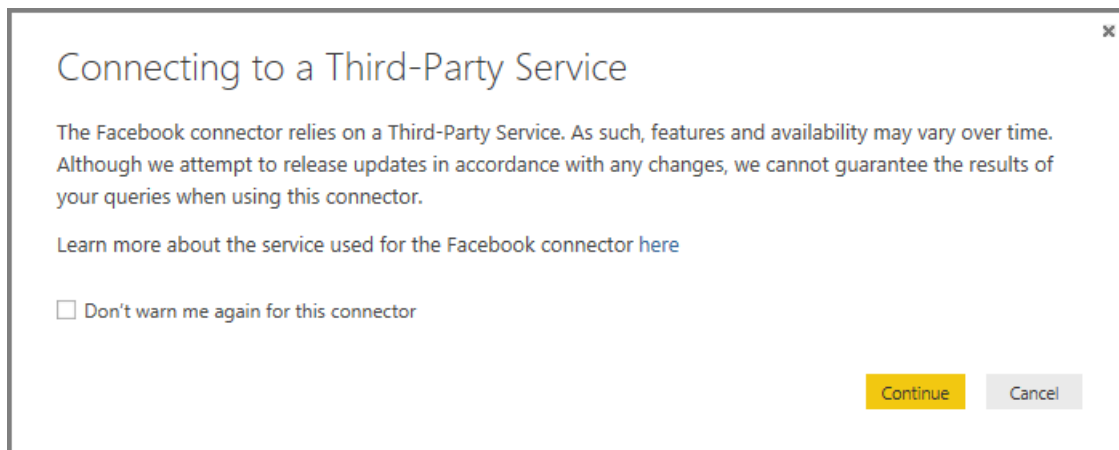 Connecting to a Third-Party Service
The Facebook connector relies on a Third-Party Service. As such, features and availability may vary over time.
Although we attempt to release updates in accordance with any changes, we cannot guarantee the results of
your queries when using this connector.
Learn more about the service used for the Facebook connector here
Don't warn me again for this connector
Continue Cancel